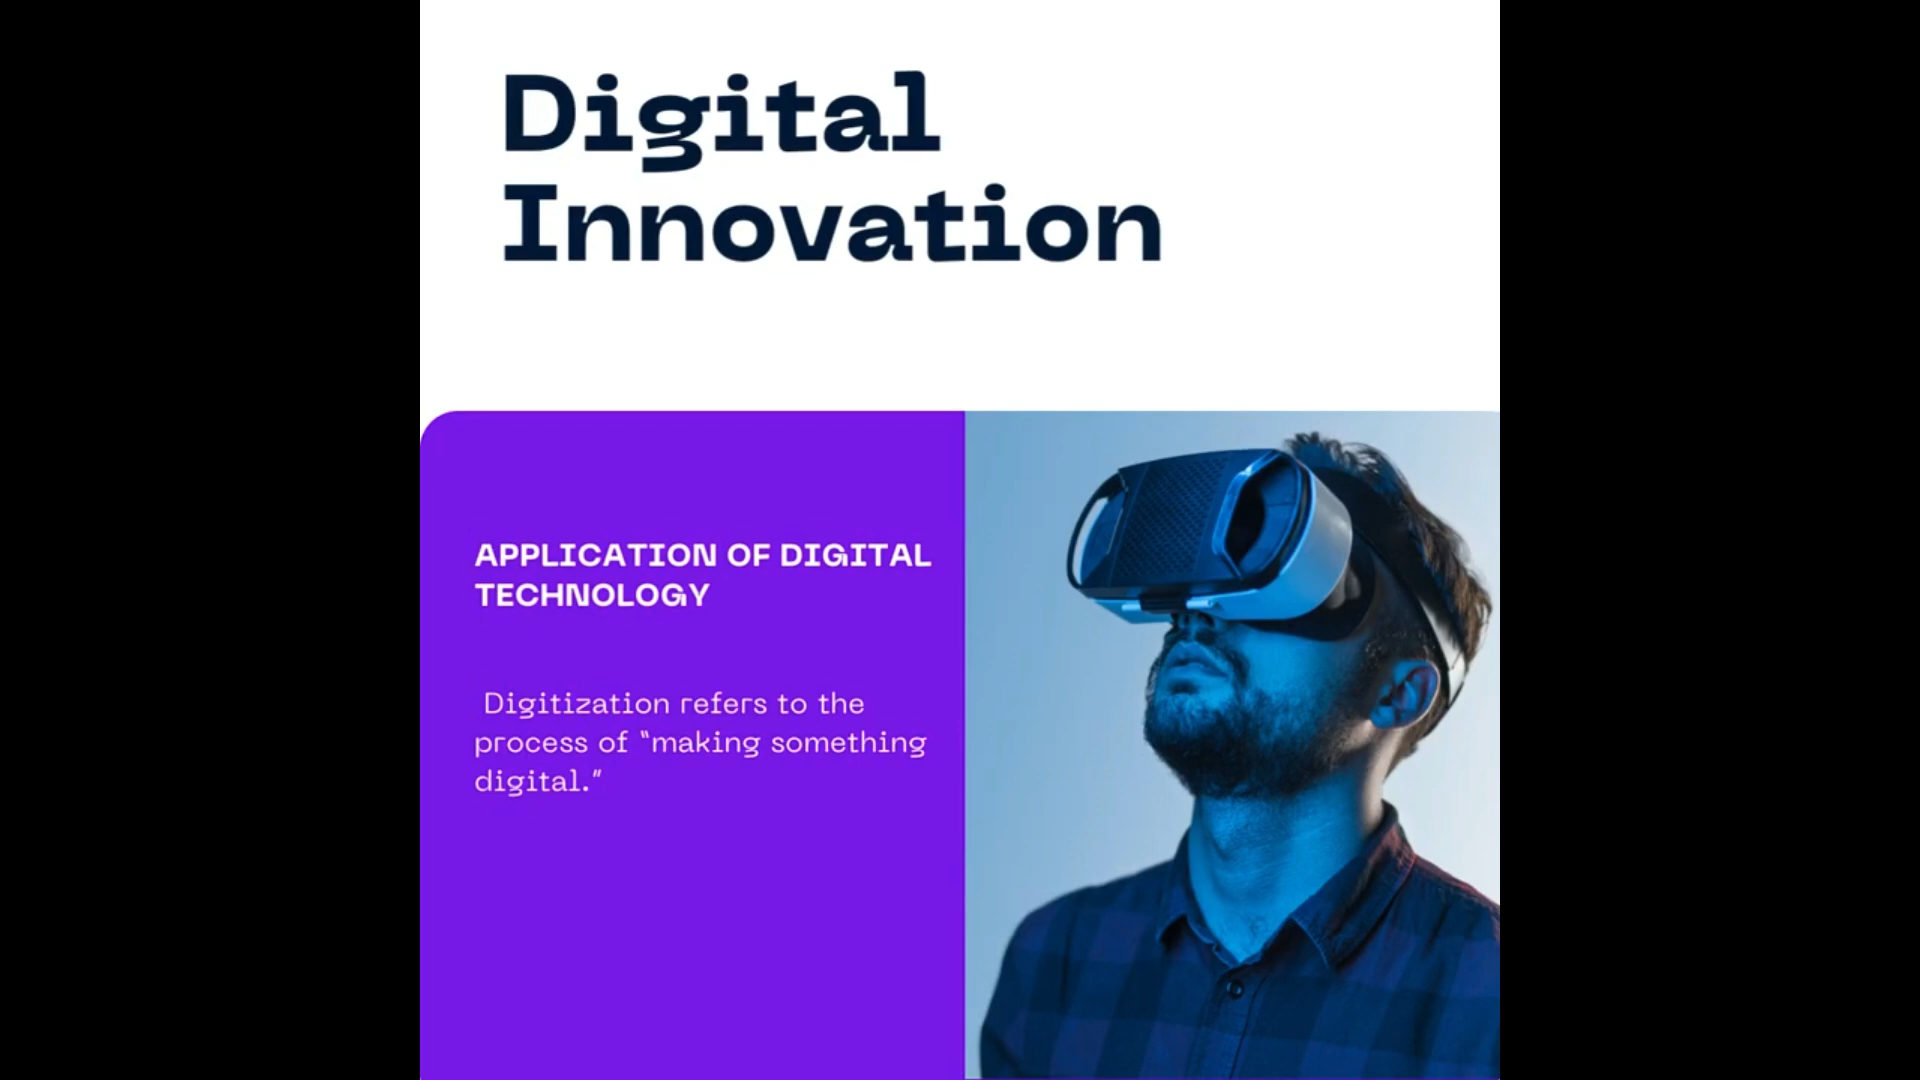 Digital
Innovation
APPLICATION OF DIGITAL
TECHNOLOGY
Digitization refers to the
process of “making something
digital.”